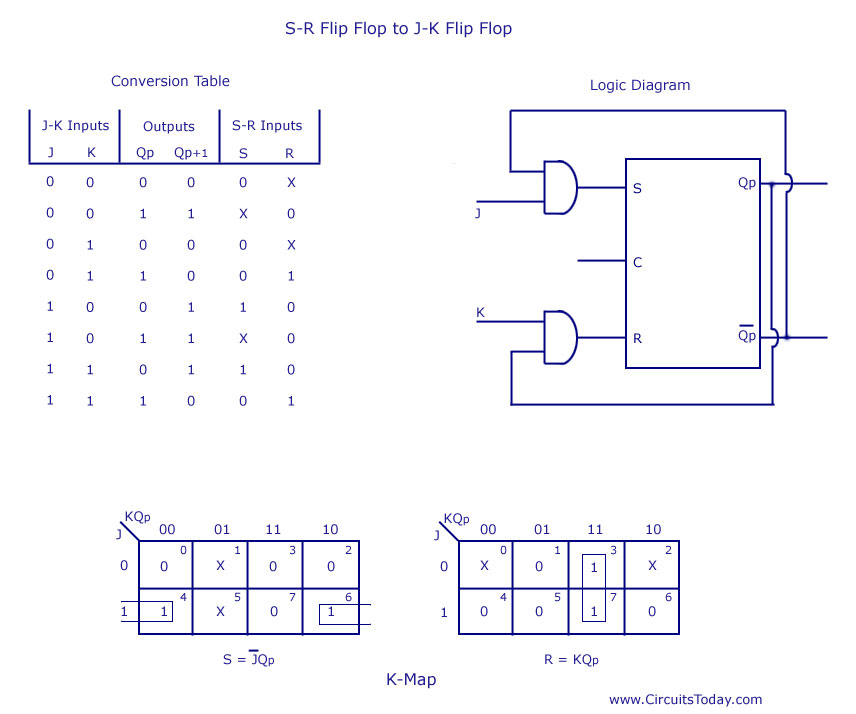 S-R Flip Flop to J-K Flip Flop
Conversion Table
J-K Inputs Outputs S-R Inputs
J K Qp Qp+1 S R
0 0 0 0 0 X
0 0 1 1 X 0
0 1 0 0 0 X
0 1 1 0 0 1
1 0 0 1 1 0
1 0 1 1 X 0
1 1 0 1 1 0
1 1 1 0 0 1
Logic Diagram
J
K
S
C
R
Qp
Q̅p
KQp
J
00 01 11 10
0 1 3 2
0 0 X 0 0
4 5 7 6
1 1 X 0 1
S = J̅Qp
KQp
J
00 01 11 10
0 1 3 2
0 X 0 1 X
4 5 7 6
1 0 0 1 0
R = KQp
K-Map
www.CircuitsToday.com